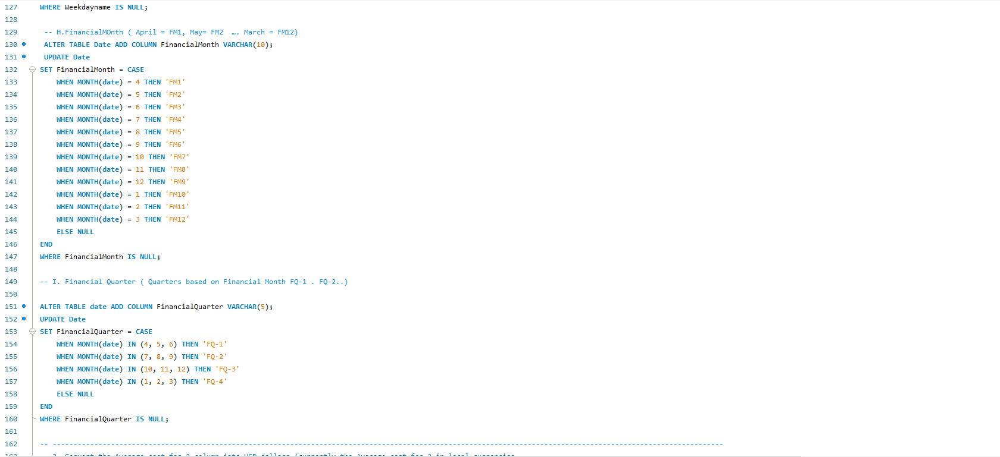 127 WHERE Weekdayname IS NULL;
128
129 -- H.FinancialMOnth ( April = FM1, May= FM2  …. March = FM12)
130 ALTER TABLE Date ADD COLUMN FinancialMonth VARCHAR(10);
131 UPDATE Date
132 SET FinancialMonth = CASE
133 WHEN MONTH(date) = 4 THEN 'FM1'
134 WHEN MONTH(date) = 5 THEN 'FM2'
135 WHEN MONTH(date) = 6 THEN 'FM3'
136 WHEN MONTH(date) = 7 THEN 'FM4'
137 WHEN MONTH(date) = 8 THEN 'FM5'
138 WHEN MONTH(date) = 9 THEN 'FM6'
139 WHEN MONTH(date) = 10 THEN 'FM7'
140 WHEN MONTH(date) = 11 THEN 'FM8'
141 WHEN MONTH(date) = 12 THEN 'FM9'
142 WHEN MONTH(date) = 1 THEN 'FM10'
143 WHEN MONTH(date) = 2 THEN 'FM11'
144 WHEN MONTH(date) = 3 THEN 'FM12'
145 ELSE NULL
146 END
147 WHERE FinancialMonth IS NULL;
148
149 -- I. Financial Quarter ( Quarters based on Financial Month FQ-1 . FQ-2..)
150
151 ALTER TABLE date ADD COLUMN FinancialQuarter VARCHAR(5);
152 UPDATE Date
153 SET FinancialQuarter = CASE
154 WHEN MONTH(date) IN (4, 5, 6) THEN 'FQ-1'
155 WHEN MONTH(date) IN (7, 8, 9) THEN 'FQ-2'
156 WHEN MONTH(date) IN (10, 11, 12) THEN 'FQ-3'
157 WHEN MONTH(date) IN (1, 2, 3) THEN 'FQ-4'
158 ELSE NULL
159 END
160 WHERE FinancialQuarter IS NULL;
161
162 -- -----------------------------------------------------------------------------------------------------------------------------------------------------------------